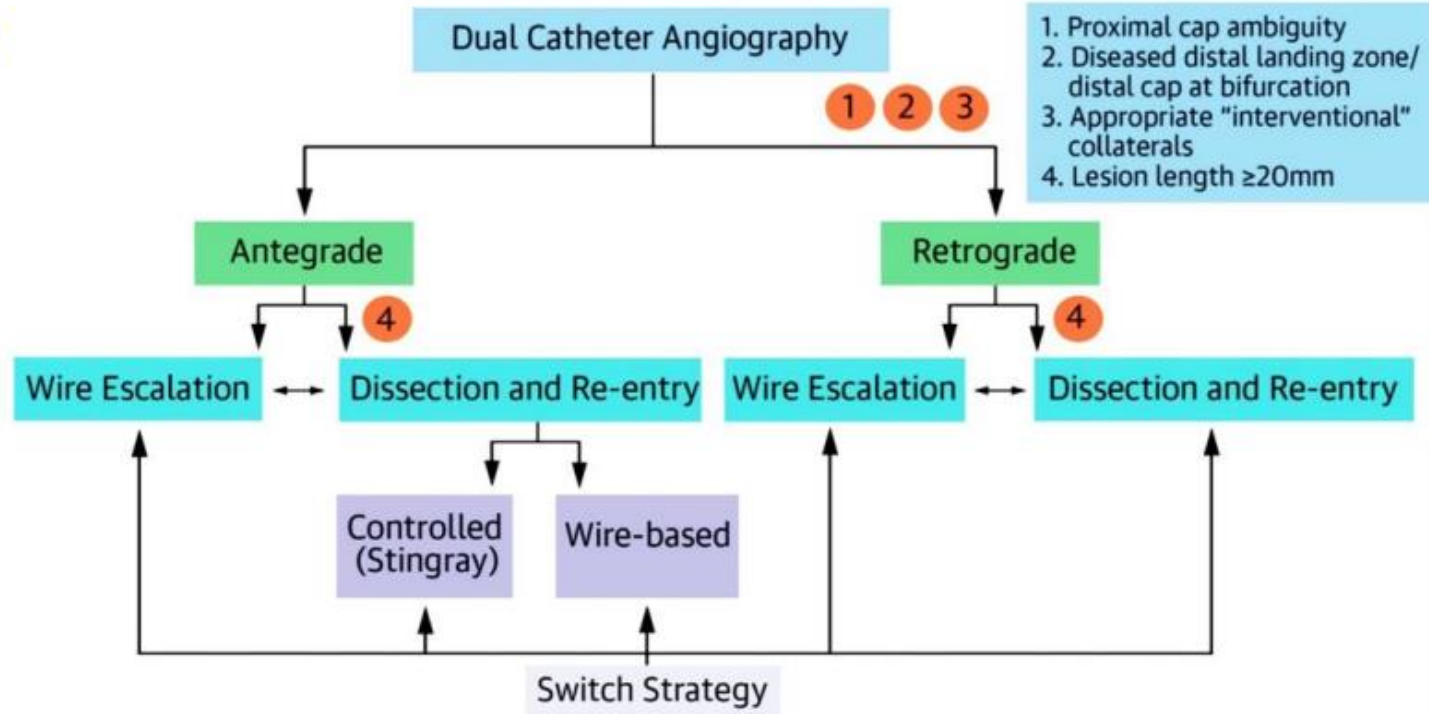 Dual Catheter Angiography
1. Proximal cap ambiguity
2. Diseased distal landing zone/
distal cap at bifurcation
3. Appropriate "interventional"
collaterals
4. Lesion length ≥20mm
1 2 3
Antegrade
Retrograde
4
4
Wire Escalation
Dissection and Re-entry
Wire Escalation
Dissection and Re-entry
Controlled
(Stingray)
Wire-based
Switch Strategy